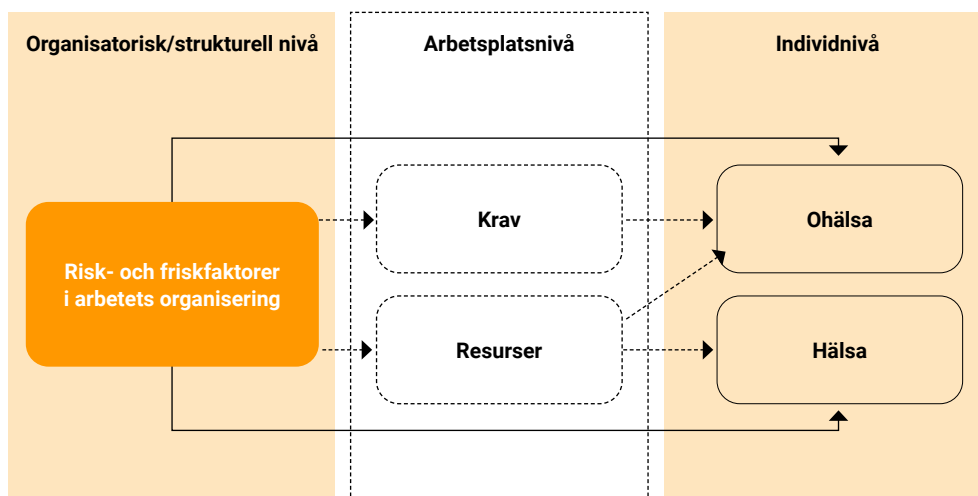 Organisatorisk/strukturell nivå
Arbetsplatsnivå
Individnivå
Krav
Ohälsa
Risk- och friskfaktorer
i arbetets organisering
Resurser
Hälsa